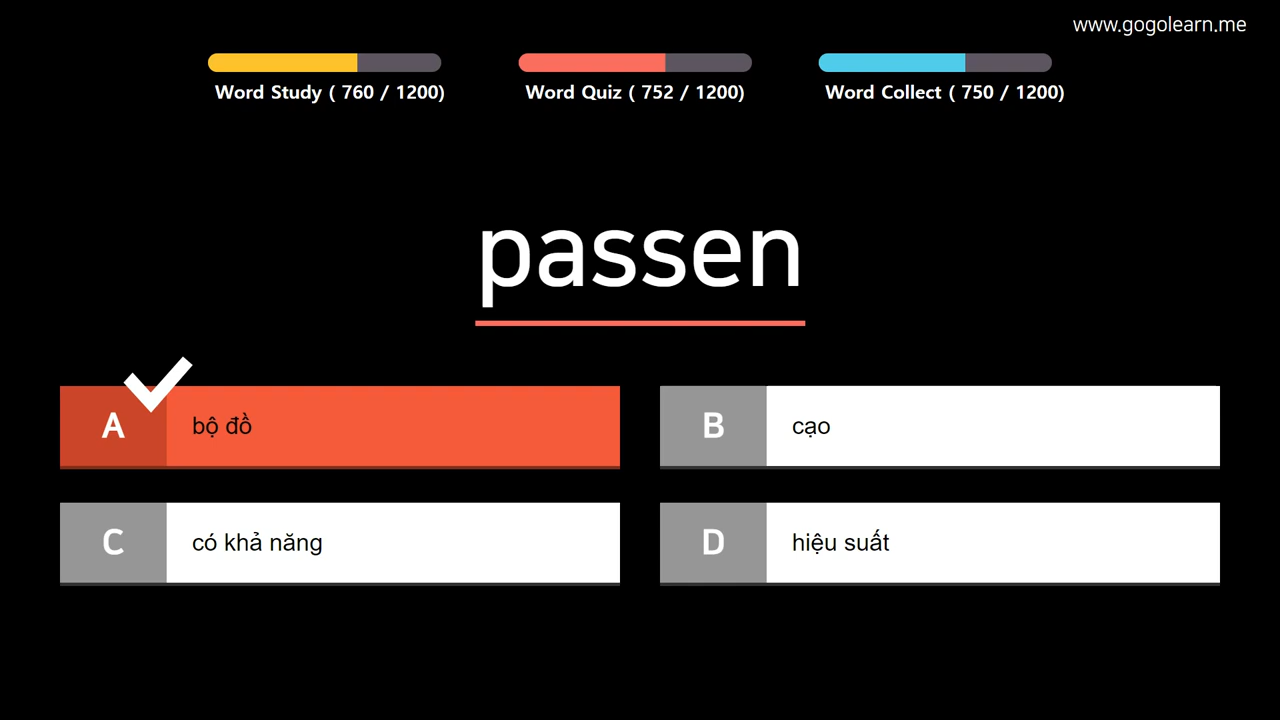 www.gogolearn.me
Word Study ( 760 / 1200)
Word Quiz ( 752 / 1200)
Word Collect ( 750 / 1200)
passen
A bộ đồ
B cạo
C có khả năng
D hiệu suất